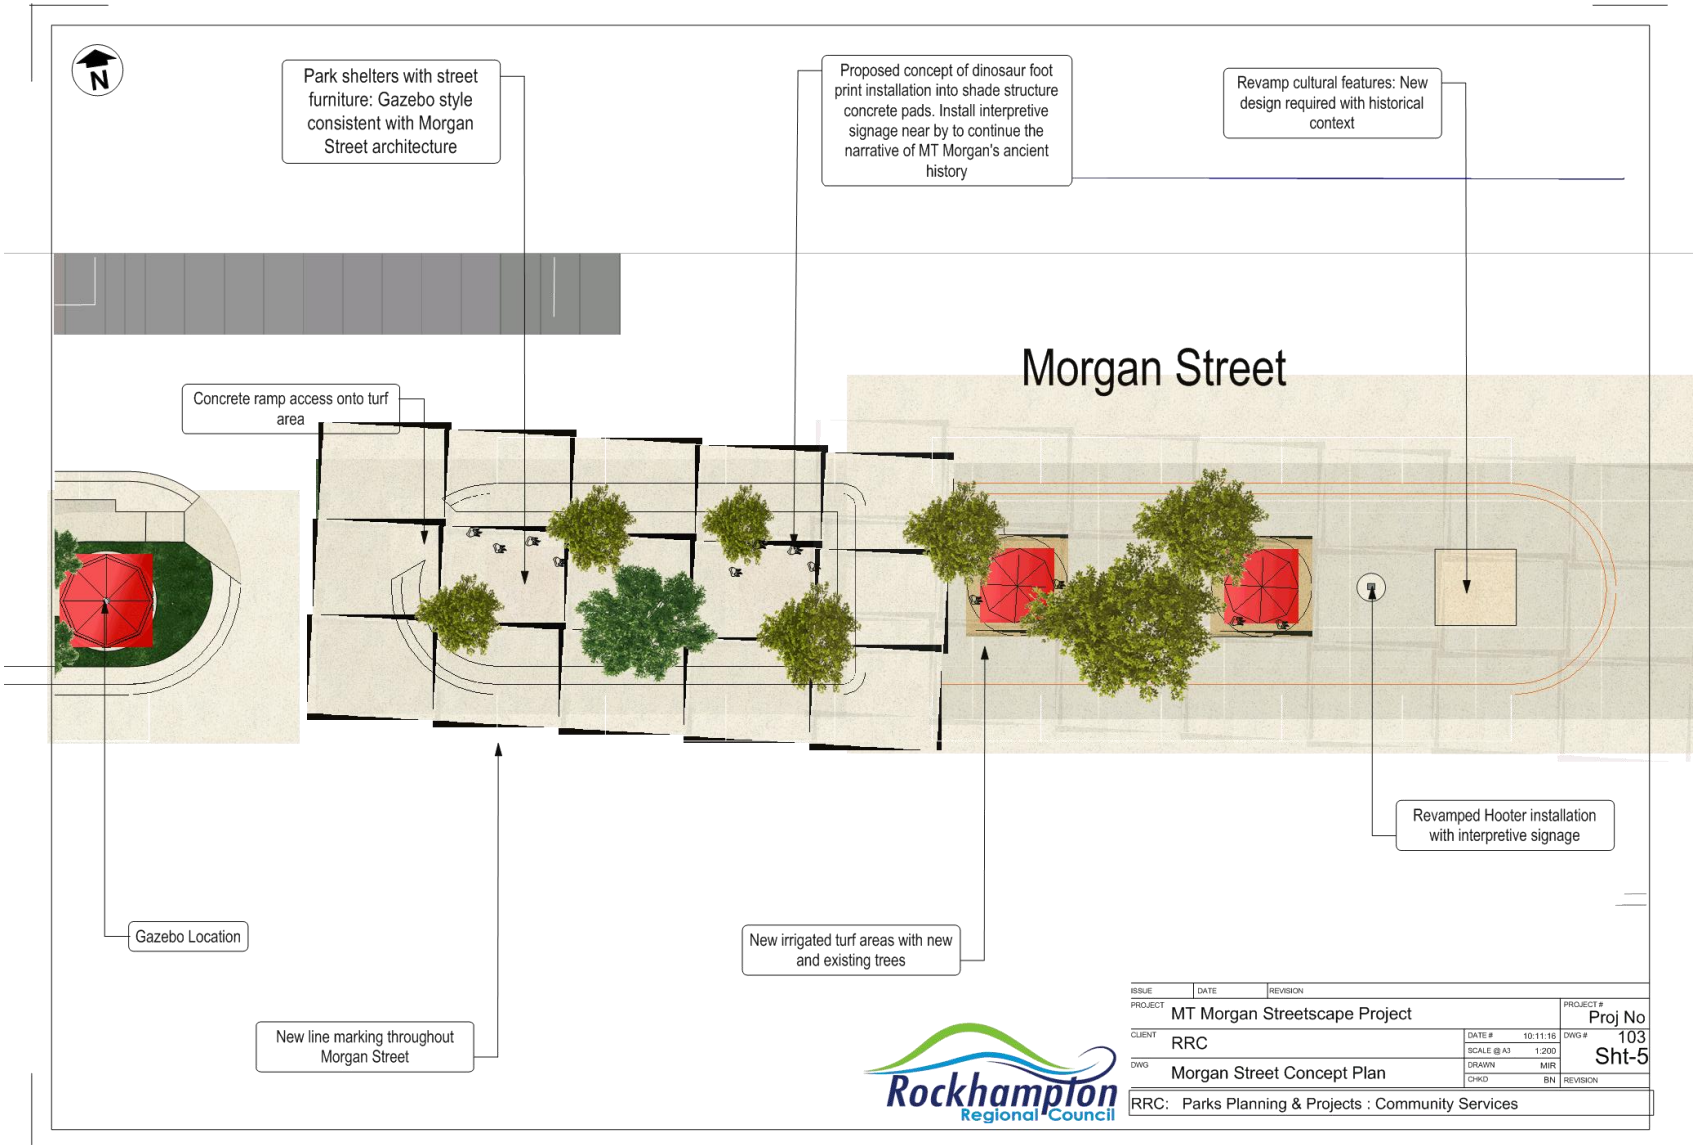 N
Park shelters with street
furniture: Gazebo style
consistent with Morgan
Street architecture
Proposed concept of dinosaur foot
print installation into shade structure
concrete pads. Install interpretive
signage near by to continue the
narrative of MT Morgan's ancient
history
Revamp cultural features: New
design required with historical
context
Morgan Street
Concrete ramp access onto turf
area
Revamped Hooter installation
with interpretive signage
Gazebo Location
New irrigated turf areas with new
and existing trees
New line marking throughout
Morgan Street
Rockhampton
Regional Council
ISSUE DATE REVISION
PROJECT MT Morgan Streetscape Project PROJECT # Proj No
CLIENT RRC DATE # 10:11:16 DWG # 103
SCALE @ A3 1:200 Sht-5
DWG Morgan Street Concept Plan DRAWN MIR
CHKD BN REVISION
RRC: Parks Planning & Projects : Community Services